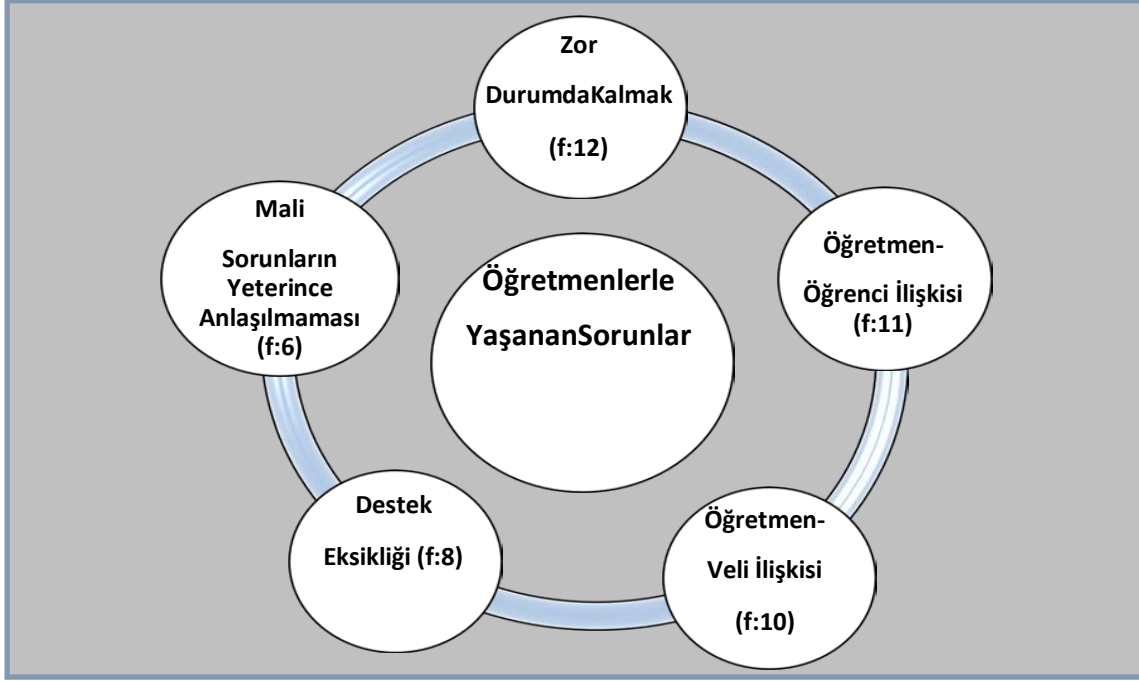 Zor
DurumdaKalmak
(f:12)
Öğretmen-
Öğrenci İlişkisi
(f:11)
Öğretmen-
Veli İlişkisi
(f:10)
Destek
Eksikliği (f:8)
Mali
Sorunların
Yeterince
Anlaşılmaması
(f:6)
Öğretmenlerle
YaşananSorunlar